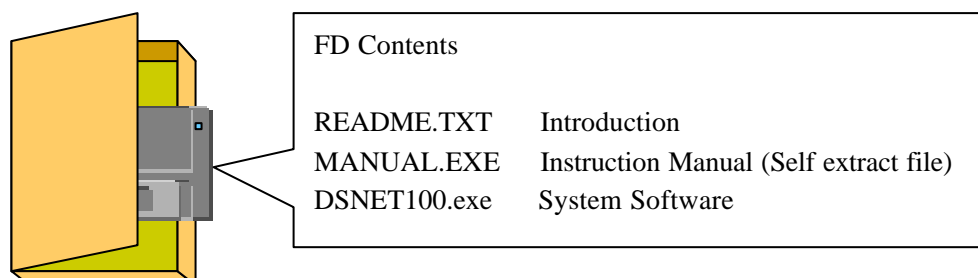 FD Contents
README.TXT Introduction
MANUAL.EXE Instruction Manual (Self extract file)
DSNET100.exe System Software